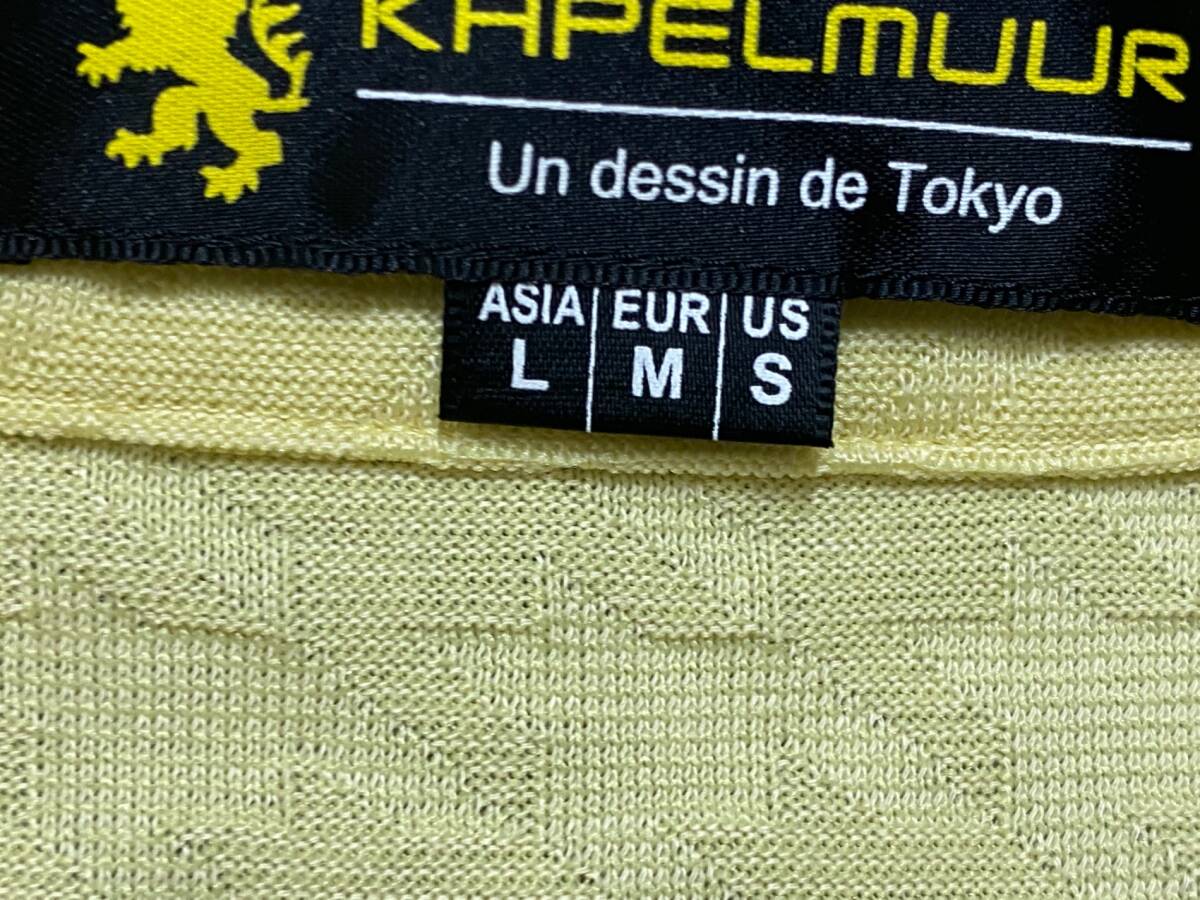 KAPELMUUR
Un dessin de Tokyo
ASIA EUR US
L M S